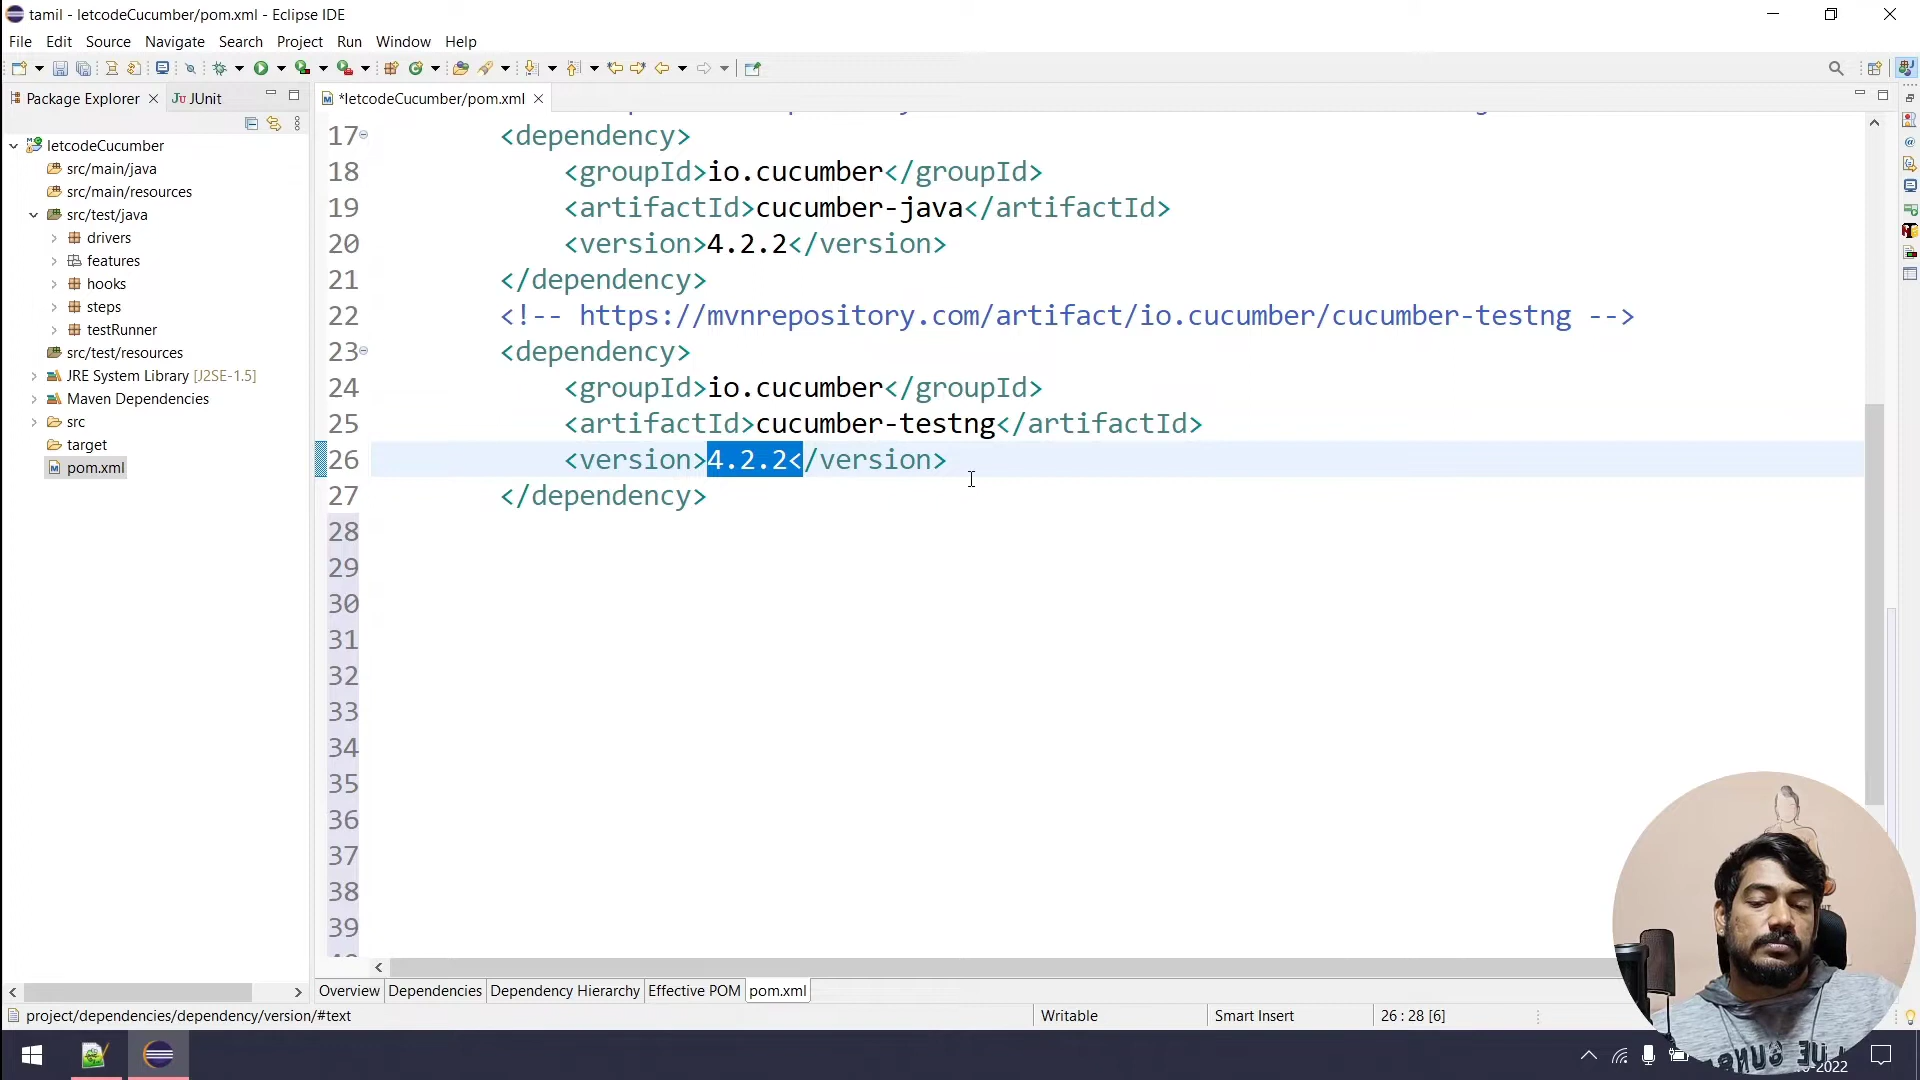 tamil - letcodeCucumber/pom.xml - Eclipse IDE
File Edit Source Navigate Search Project Run Window Help
Package Explorer JUnit
*letcodeCucumber/pom.xml
letcodeCucumber
src/main/java
src/main/resources
src/test/java
drivers
features
hooks
steps
testRunner
src/test/resources
JRE System Library [J2SE-1.5]
Maven Dependencies
src
target
pom.xml
17 <dependency>
18 <groupId>io.cucumber</groupId>
19 <artifactId>cucumber-java</artifactId>
20 <version>4.2.2</version>
21 </dependency>
22 <!-- https://mvnrepository.com/artifact/io.cucumber/cucumber-testng -->
23 <dependency>
24 <groupId>io.cucumber</groupId>
25 <artifactId>cucumber-testng</artifactId>
26 <version>4.2.2</version>
27 </dependency>
28
29
30
31
32
33
34
35
36
37
38
39
Overview Dependencies Dependency Hierarchy Effective POM pom.xml
project/dependencies/dependency/version/#text Writable Smart Insert 26 : 28 [6]